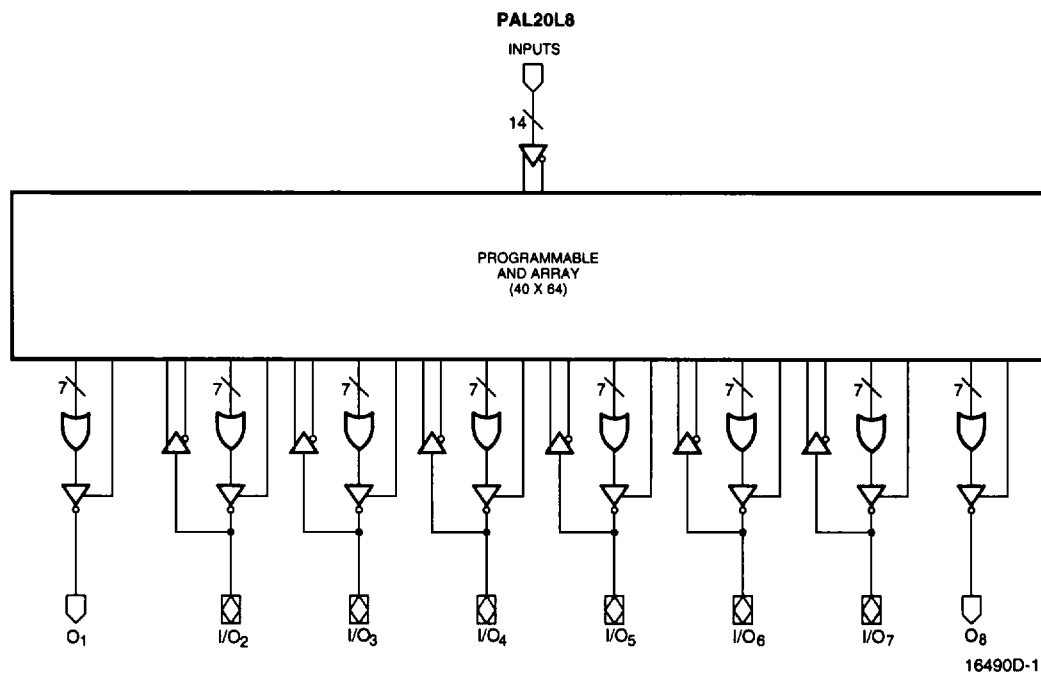 PAL20L8
INPUTS
14
PROGRAMMABLE
AND ARRAY
(40 X 64)
7 7 7 7 7 7 7 7
O1 I/O2 I/O3 I/O4 I/O5 I/O6 I/O7 O8
16490D-1